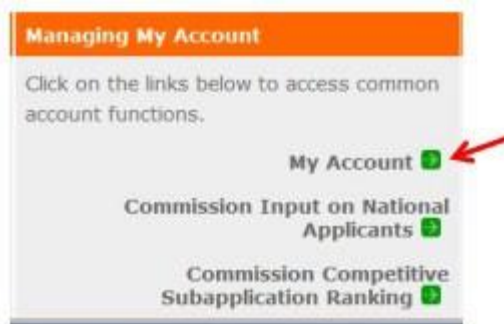 Managing My Account
Click on the links below to access common
account functions.
My Account
Commission Input on National
Applicants
Commission Competitive
Subapplication Ranking